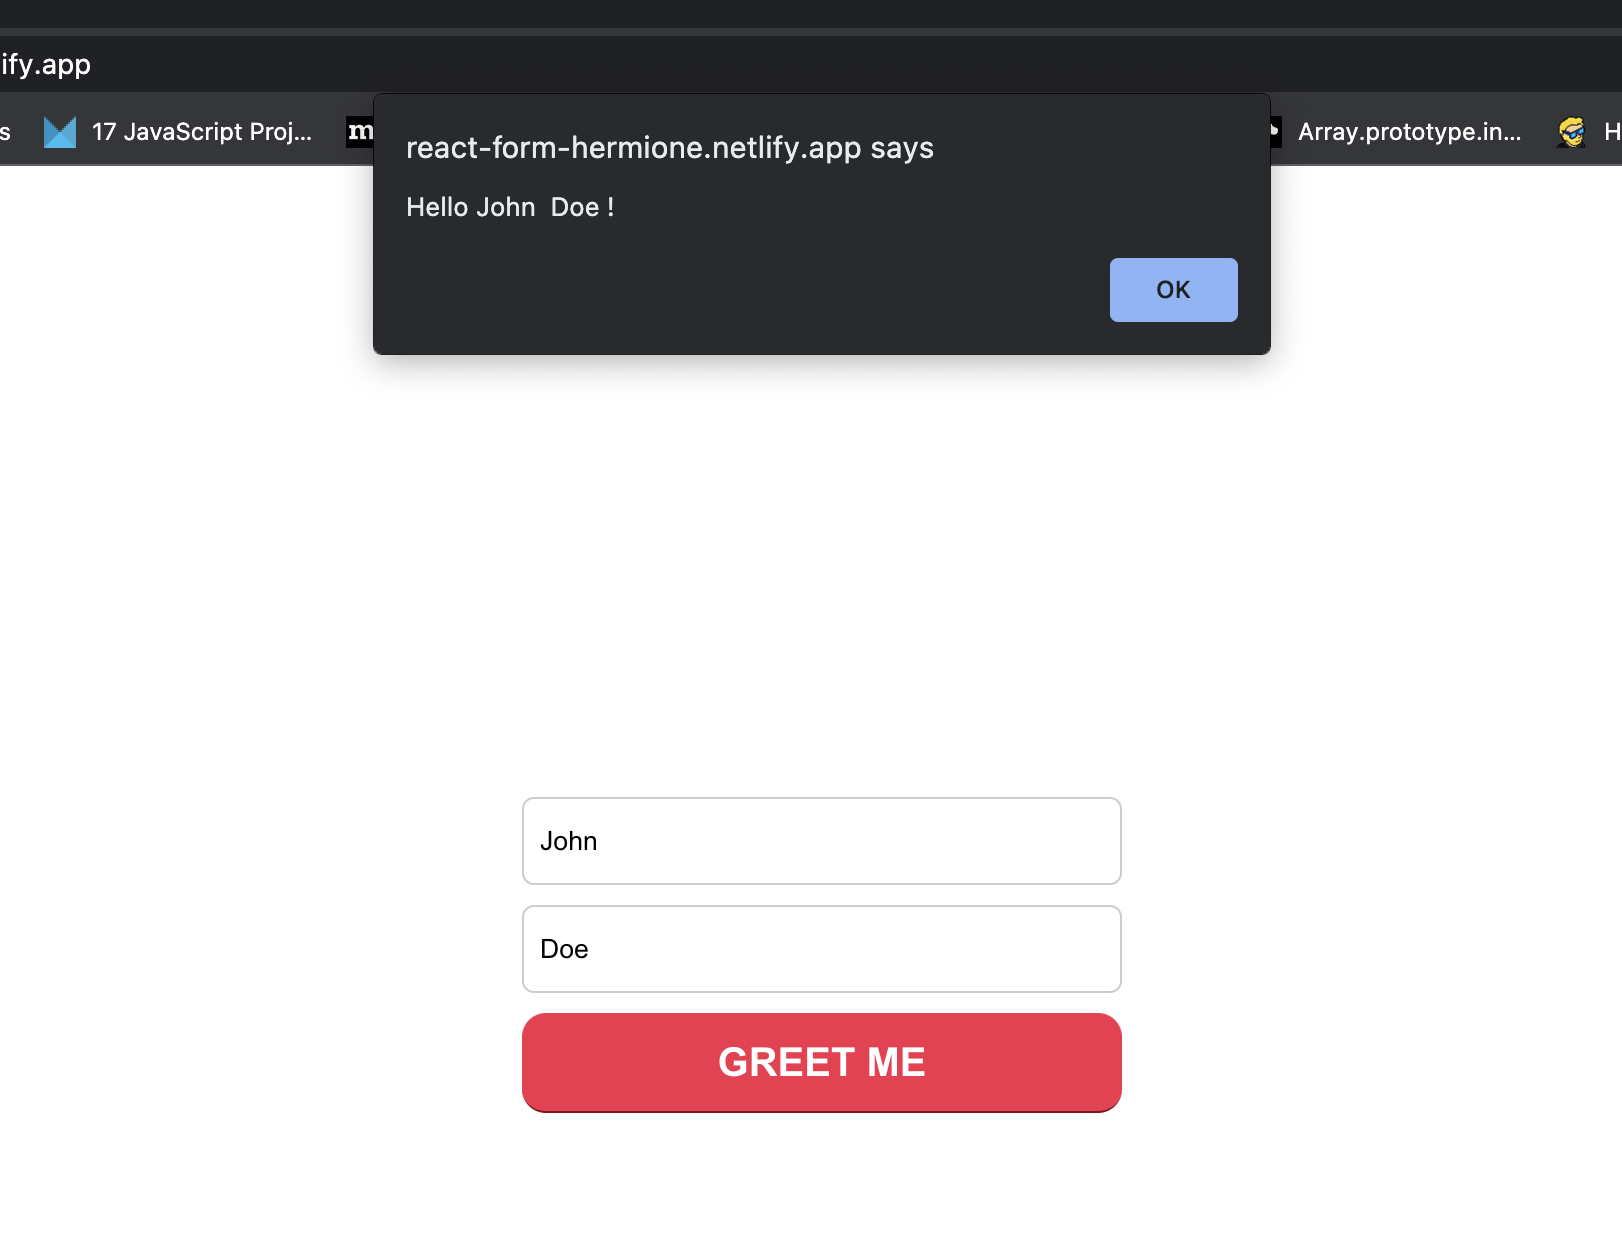 ify.app
s 17 JavaScript Proj... m Array.prototype.in... H
react-form-hermione.netlify.app says
Hello John  Doe !
OK
John
Doe
GREET ME